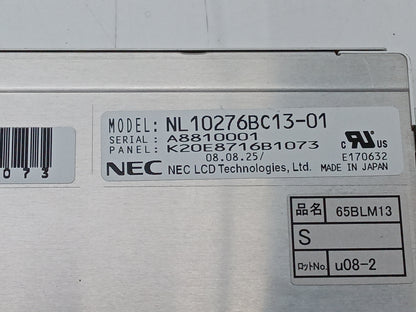 MODEL: NL10276BC13-01
SERIAL: A8810001
PANEL: K20E8716B1073
08.08.25/
NEC NEC LCD Technologies, Ltd.
c RU US
E170632
MADE IN JAPAN
073
品名 65BLM13
S
ロットNo. u08-2